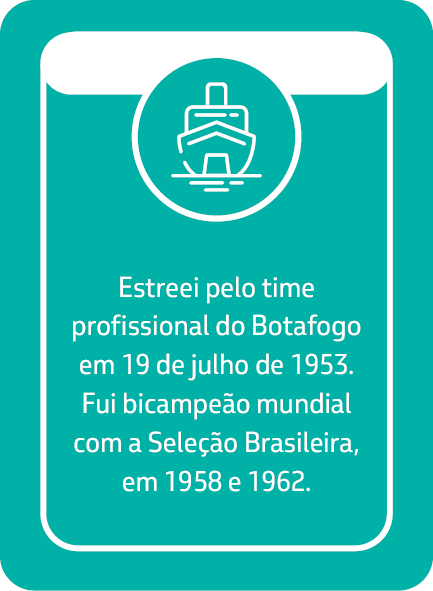 Estreei pelo time
profissional do Botafogo
em 19 de julho de 1953.
Fui bicampeão mundial
com a Seleção Brasileira,
em 1958 e 1962.